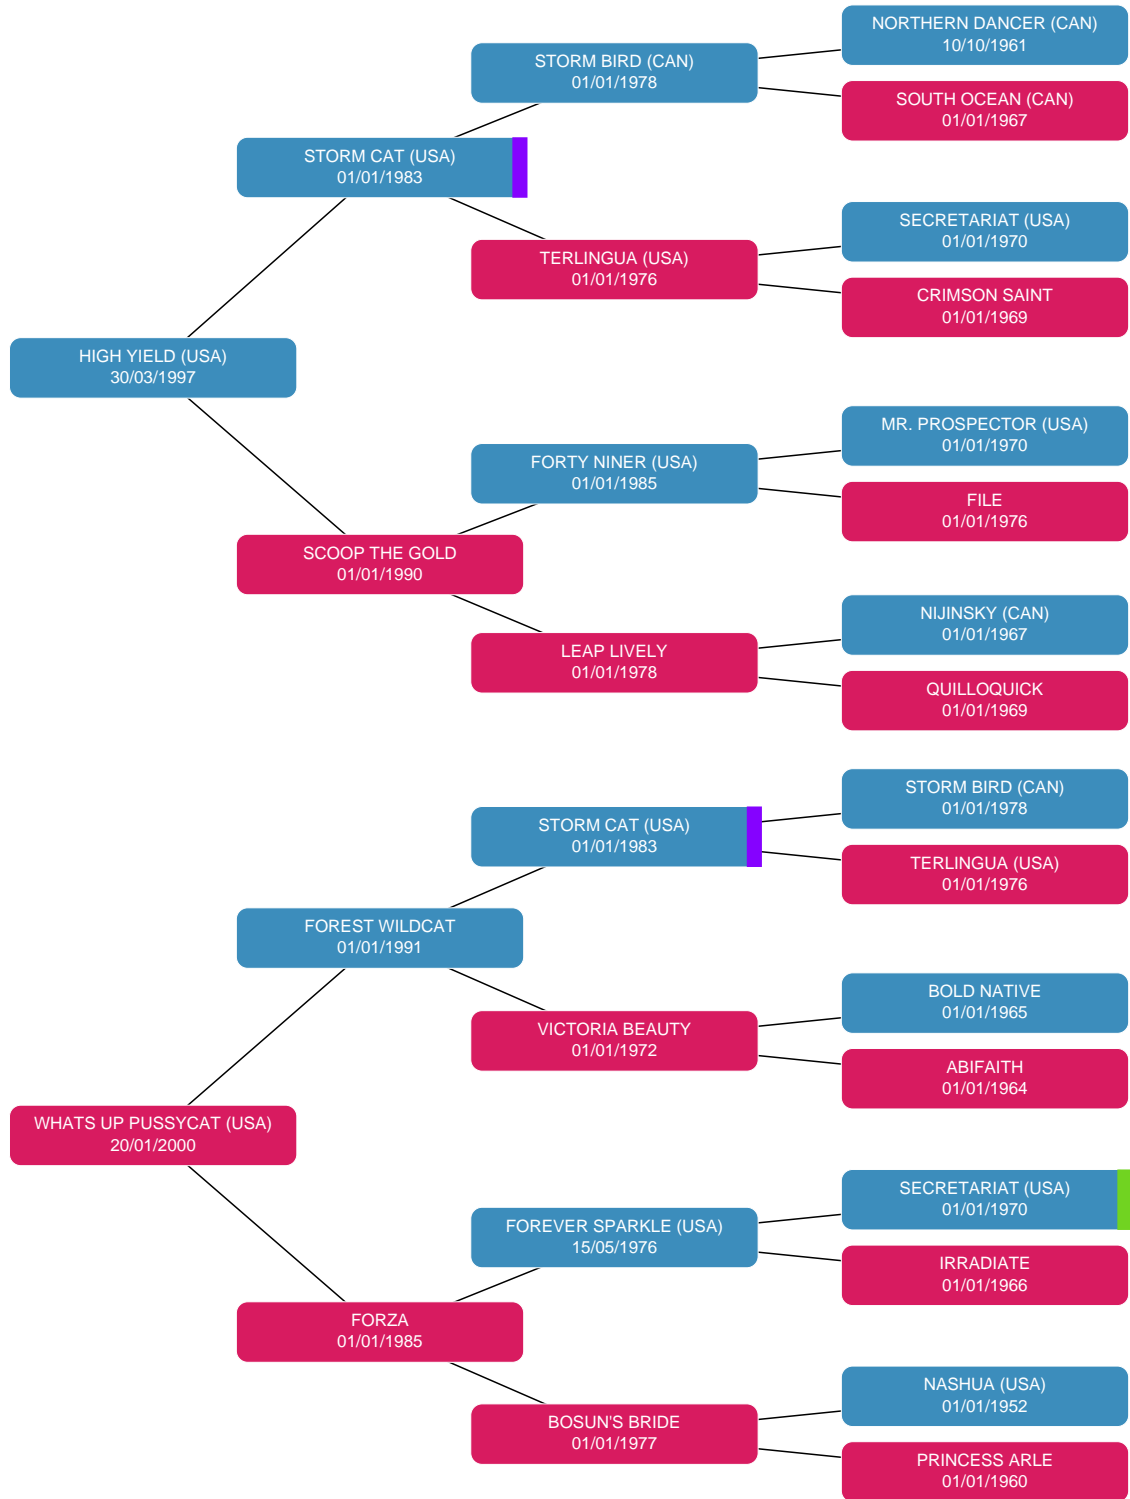 NORTHERN DANCER (CAN)
10/10/1961
STORM BIRD (CAN)
01/01/1978
SOUTH OCEAN (CAN)
01/01/1967
STORM CAT (USA)
01/01/1983
SECRETARIAT (USA)
01/01/1970
TERLINGUA (USA)
01/01/1976
CRIMSON SAINT
01/01/1969
HIGH YIELD (USA)
30/03/1997
MR. PROSPECTOR (USA)
01/01/1970
FORTY NINER (USA)
01/01/1985
FILE
01/01/1976
SCOOP THE GOLD
01/01/1990
NIJINSKY (CAN)
01/01/1967
LEAP LIVELY
01/01/1978
QUILLOQUICK
01/01/1969
STORM BIRD (CAN)
01/01/1978
STORM CAT (USA)
01/01/1983
TERLINGUA (USA)
01/01/1976
FOREST WILDCAT
01/01/1991
BOLD NATIVE
01/01/1965
VICTORIA BEAUTY
01/01/1972
ABIFAITH
01/01/1964
WHATS UP PUSSYCAT (USA)
20/01/2000
SECRETARIAT (USA)
01/01/1970
FOREVER SPARKLE (USA)
15/05/1976
IRRADIATE
01/01/1966
FORZA
01/01/1985
NASHUA (USA)
01/01/1952
BOSUN'S BRIDE
01/01/1977
PRINCESS ARLE
01/01/1960